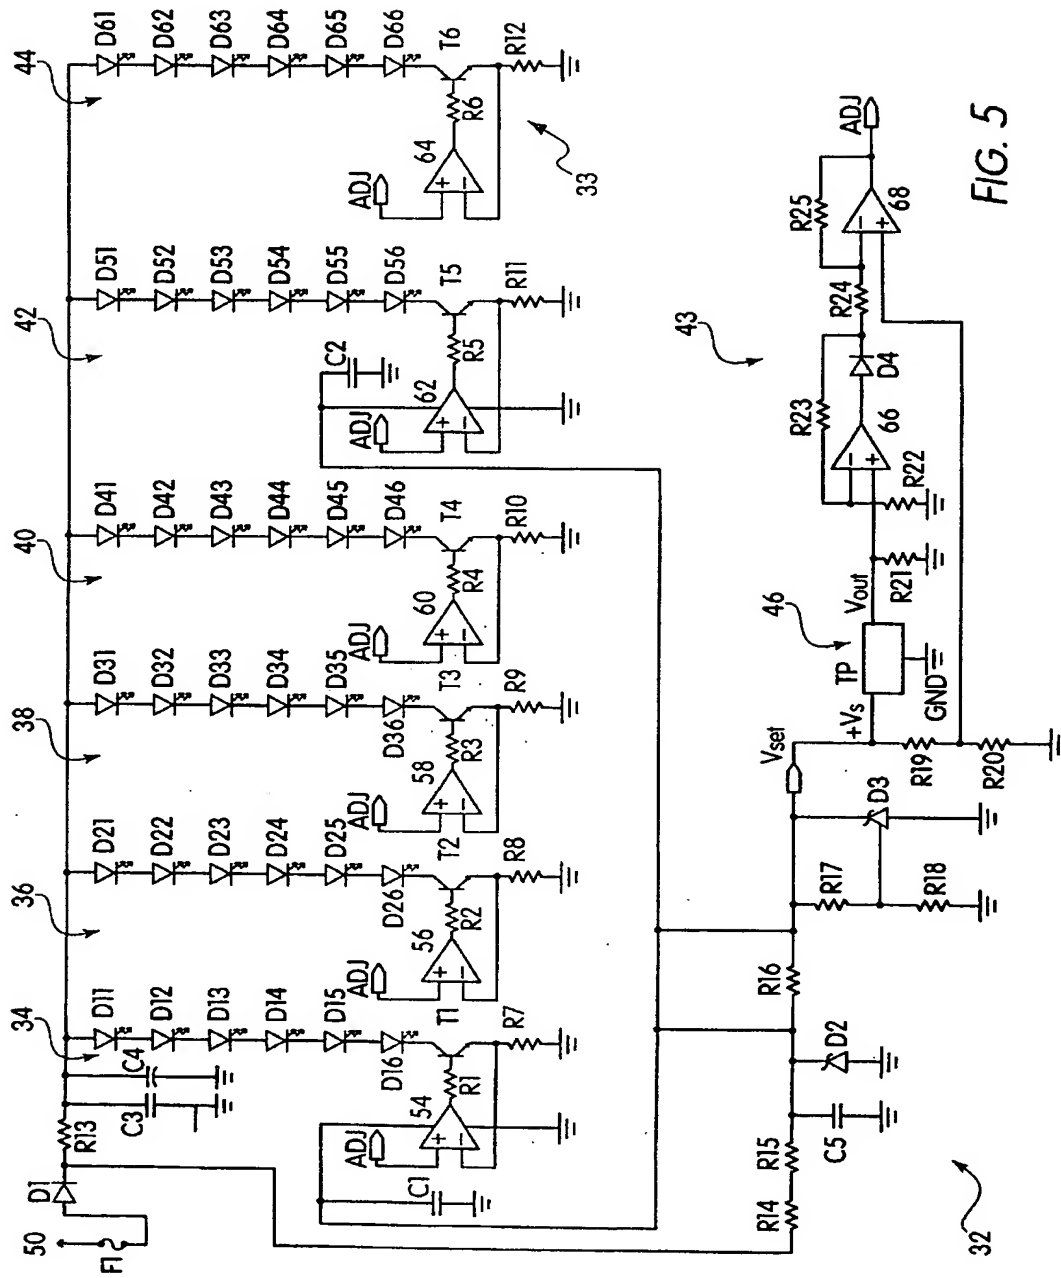 44
42
40
38
36
34
D61
D62
D63
D64
D65
D66
T6
R12
64
R6
ADJ
33
D51
D52
D53
D54
D55
D56
T5
R11
C2
62
R5
ADJ
D41
D42
D43
D44
D45
D46
T4
R10
60
R4
ADJ
D31
D32
D33
D34
D35
D36
T3
R9
58
R3
ADJ
D21
D22
D23
D24
D25
D26
T2
R8
56
R2
ADJ
D11
D12
D13
D14
D15
D16
T1
R7
54
R1
ADJ
C1
C4
C3
R13
D1
50
F1
R14
R15
C5
D2
R16
R17
R18
D3
Vset
+Vs
R19
R20
TP
GND
46
Vout
R21
R22
66
R23
D4
43
R24
R25
68
ADJ
32
FIG. 5
+
−
+
−
+
−
+
−
+
−
+
−
−
+
−
+